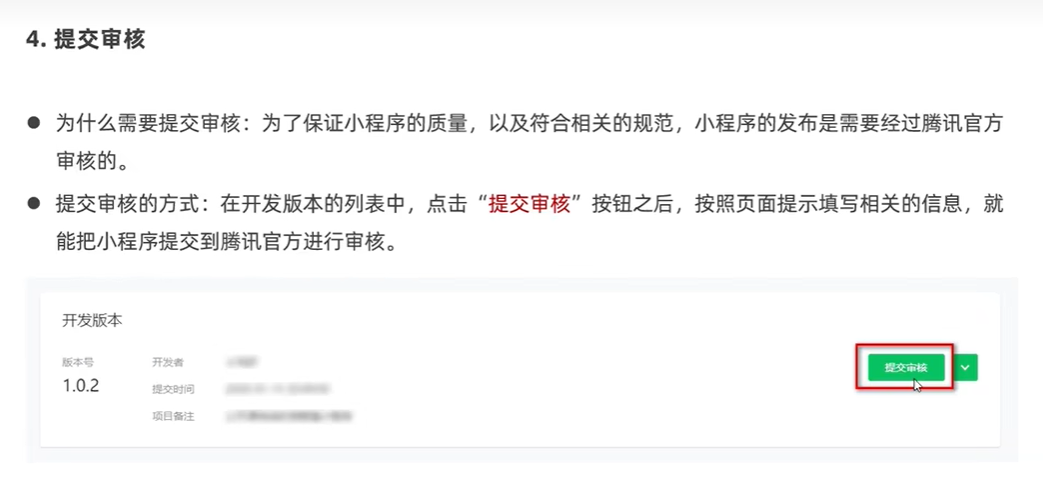 4. 提交审核
● 为什么需要提交审核：为了保证小程序的质量，以及符合相关的规范，小程序的发布是需要经过腾讯官方
审核的。
● 提交审核的方式：在开发版本的列表中，点击“提交审核”按钮之后，按照页面提示填写相关的信息，就
能把小程序提交到腾讯官方进行审核。
开发版本
版本号 开发者
1.0.2 提交时间
提交审核
项目备注